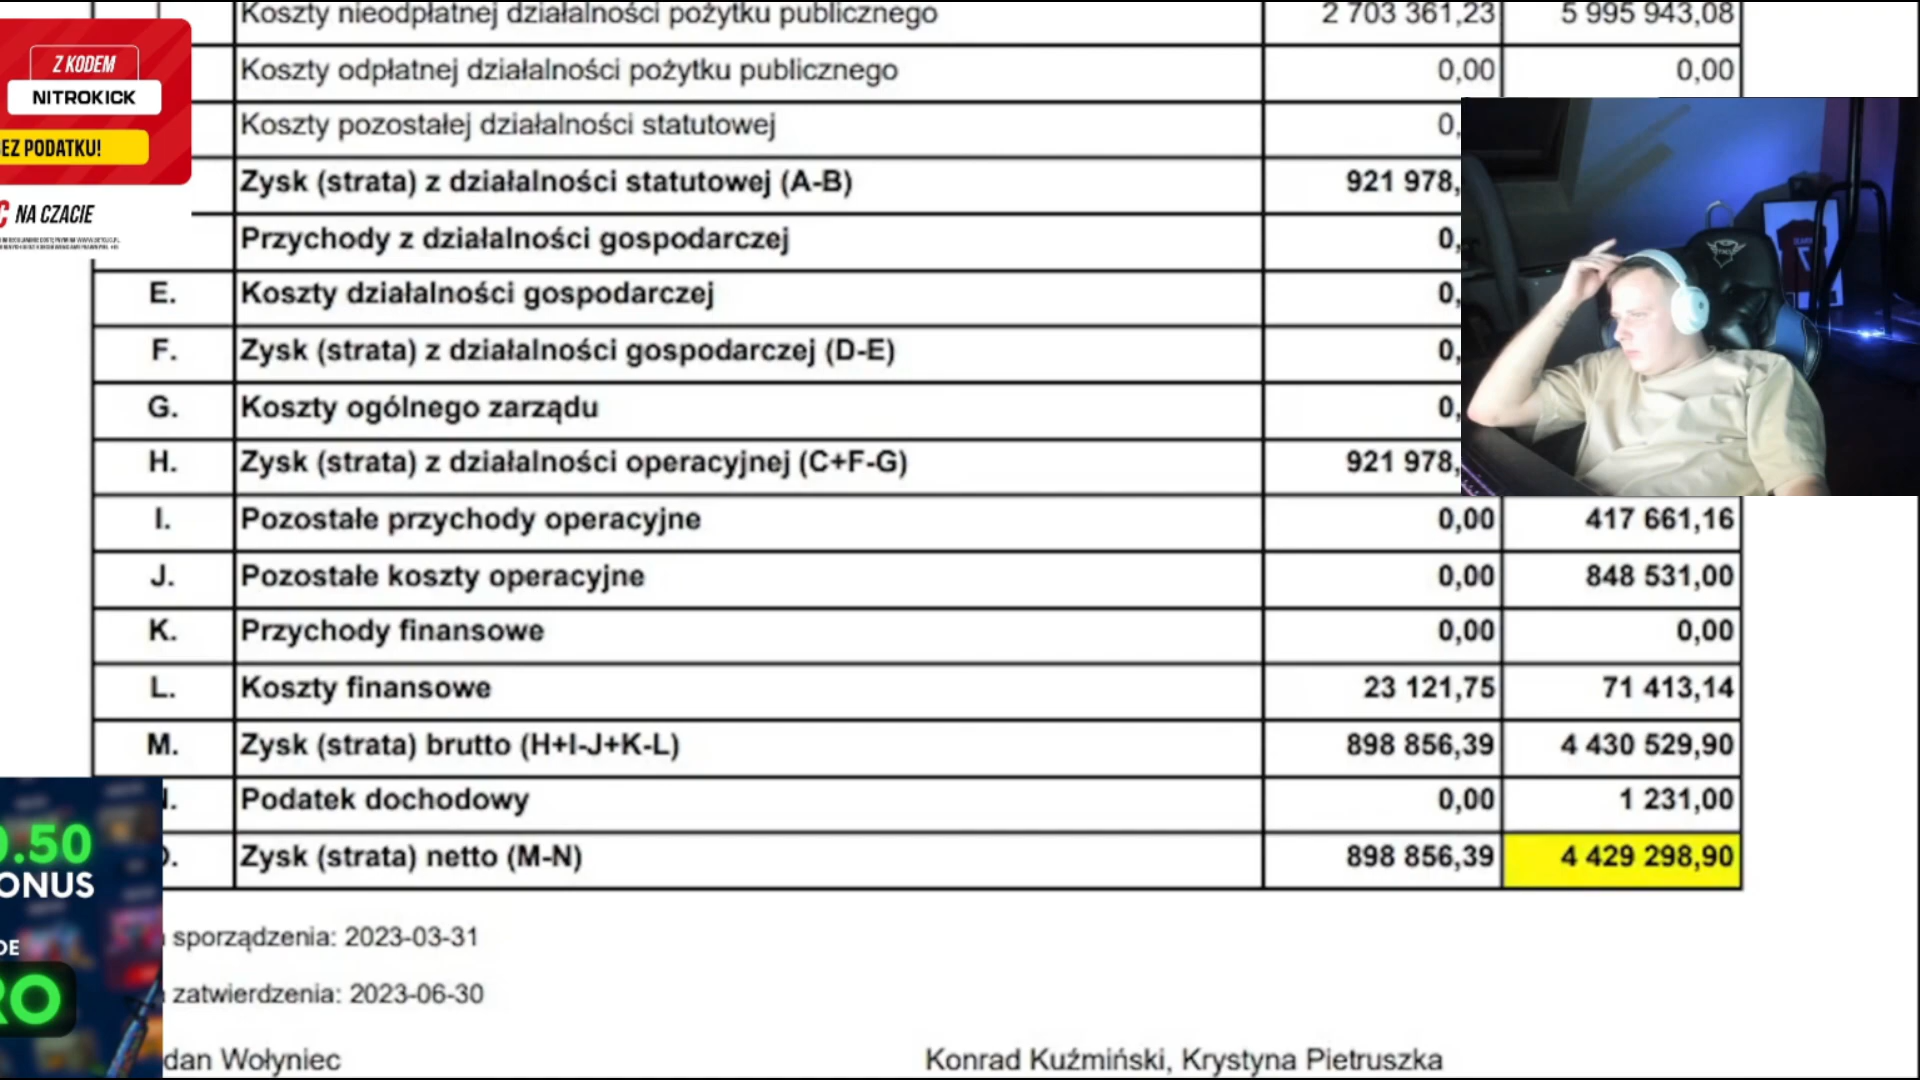 Koszty nieodpłatnej działalności pożytku publicznego 2 703 361,23 5 995 943,08
Koszty odpłatnej działalności pożytku publicznego 0,00 0,00
Koszty pozostałej działalności statutowej 0,
Zysk (strata) z działalności statutowej (A-B) 921 978,
Przychody z działalności gospodarczej 0,
E. Koszty działalności gospodarczej 0,
F. Zysk (strata) z działalności gospodarczej (D-E) 0,
G. Koszty ogólnego zarządu 0,
H. Zysk (strata) z działalności operacyjnej (C+F-G) 921 978,
I. Pozostałe przychody operacyjne 0,00 417 661,16
J. Pozostałe koszty operacyjne 0,00 848 531,00
K. Przychody finansowe 0,00 0,00
L. Koszty finansowe 23 121,75 71 413,14
M. Zysk (strata) brutto (H+I-J+K-L) 898 856,39 4 430 529,90
Podatek dochodowy 0,00 1 231,00
Zysk (strata) netto (M-N) 898 856,39 4 429 298,90
sporządzenia: 2023-03-31
zatwierdzenia: 2023-06-30
dan Wołyniec Konrad Kuźmiński, Krystyna Pietruszka
Z KODEM
NITROKICK
EZ PODATKU!
C NA CZACIE
0.50
ONUS
DE
RO